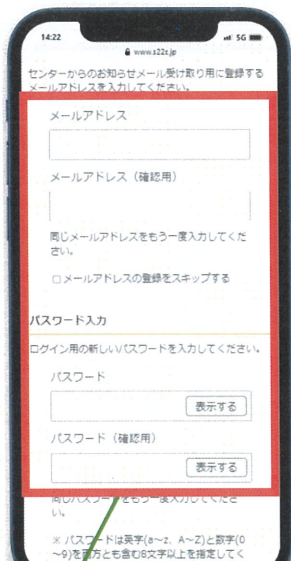 14:22
5G
www.s22s.jp
センターからのお知らせメール受け取り用に登録する
メールアドレスを入力してください。
メールアドレス
メールアドレス（確認用）
同じメールアドレスをもう一度入力してくだ
さい。
メールアドレスの登録をスキップする
パスワード入力
ログイン用の新しいパスワードを入力してください。
パスワード
表示する
パスワード（確認用）
表示する
同じパスワードをもう一度入力してくださ
い。
※ パスワードは英字(a~z、A~Z)と数字(0
~9)を両方とも含む8文字以上を指定してく